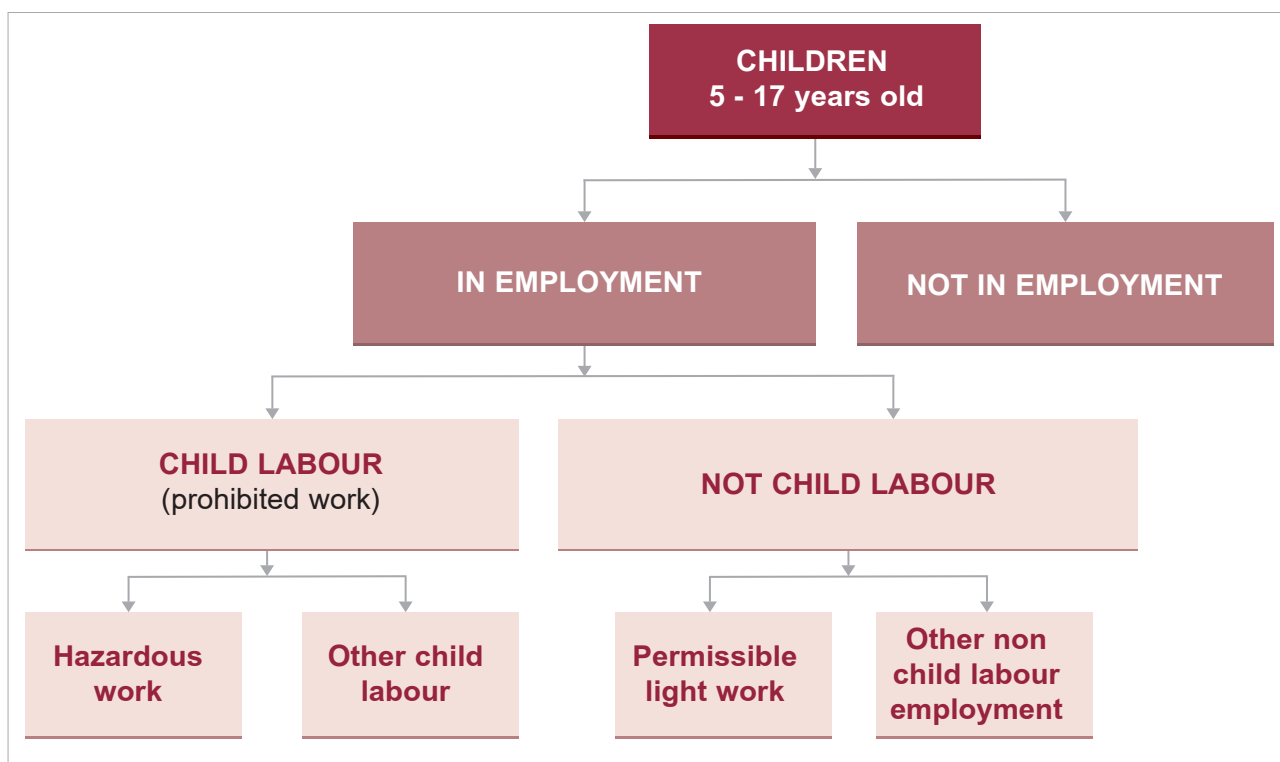 CHILDREN
5 - 17 years old
IN EMPLOYMENT
NOT IN EMPLOYMENT
CHILD LABOUR
(prohibited work)
NOT CHILD LABOUR
Hazardous
work
Other child
labour
Permissible
light work
Other non
child labour
employment